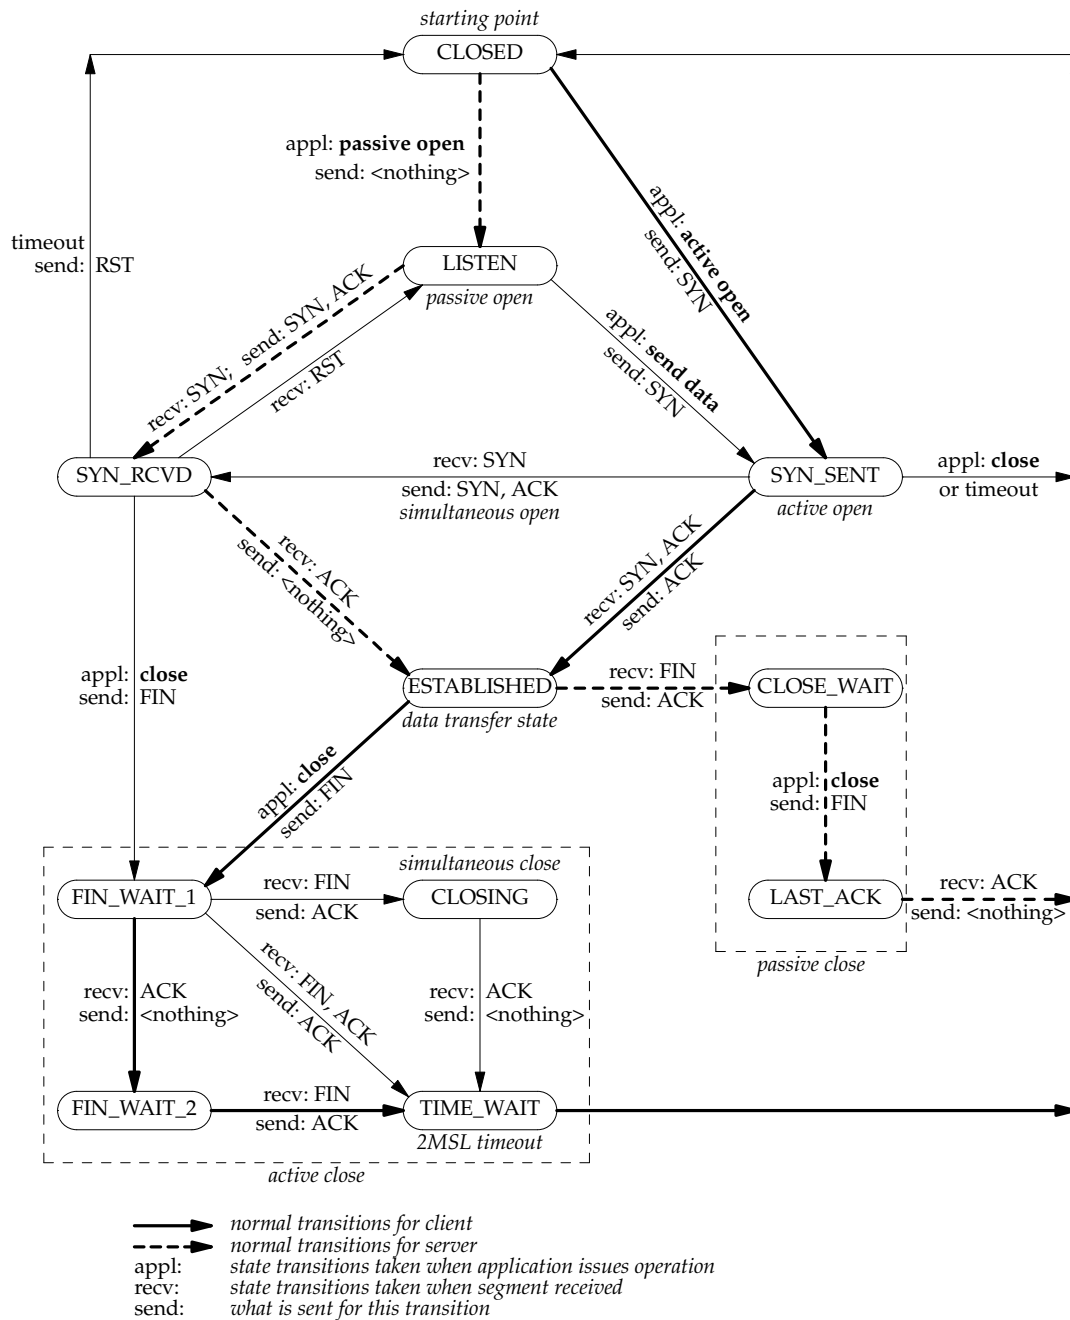 starting point
CLOSED
appl: passive open
send: <nothing>
appl: active open
send: SYN
timeout
send: RST
LISTEN
passive open
recv: SYN; send: SYN, ACK
recv: RST
appl: send data
send: SYN
SYN_RCVD
recv: SYN
send: SYN, ACK
simultaneous open
SYN_SENT
active open
appl: close
or timeout
recv: ACK
send: <nothing>
recv: SYN, ACK
send: ACK
appl: close
send: FIN
ESTABLISHED
data transfer state
recv: FIN
send: ACK
CLOSE_WAIT
appl: close
send: FIN
appl: close
send: FIN
simultaneous close
FIN_WAIT_1
recv: FIN
send: ACK
CLOSING
LAST_ACK
recv: ACK
send: <nothing>
passive close
recv: ACK
send: <nothing>
recv: FIN, ACK
send: ACK
recv: ACK
send: <nothing>
FIN_WAIT_2
recv: FIN
send: ACK
TIME_WAIT
2MSL timeout
active close
normal transitions for client
normal transitions for server
appl: state transitions taken when application issues operation
recv: state transitions taken when segment received
send: what is sent for this transition